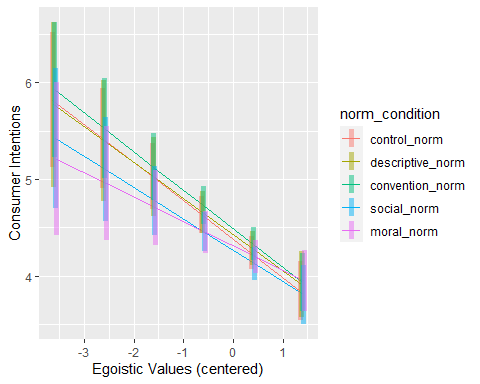 6
5
4
Consumer Intentions
-3 -2 -1 0 1
Egoistic Values (centered)
norm_condition
control_norm
descriptive_norm
convention_norm
social_norm
moral_norm